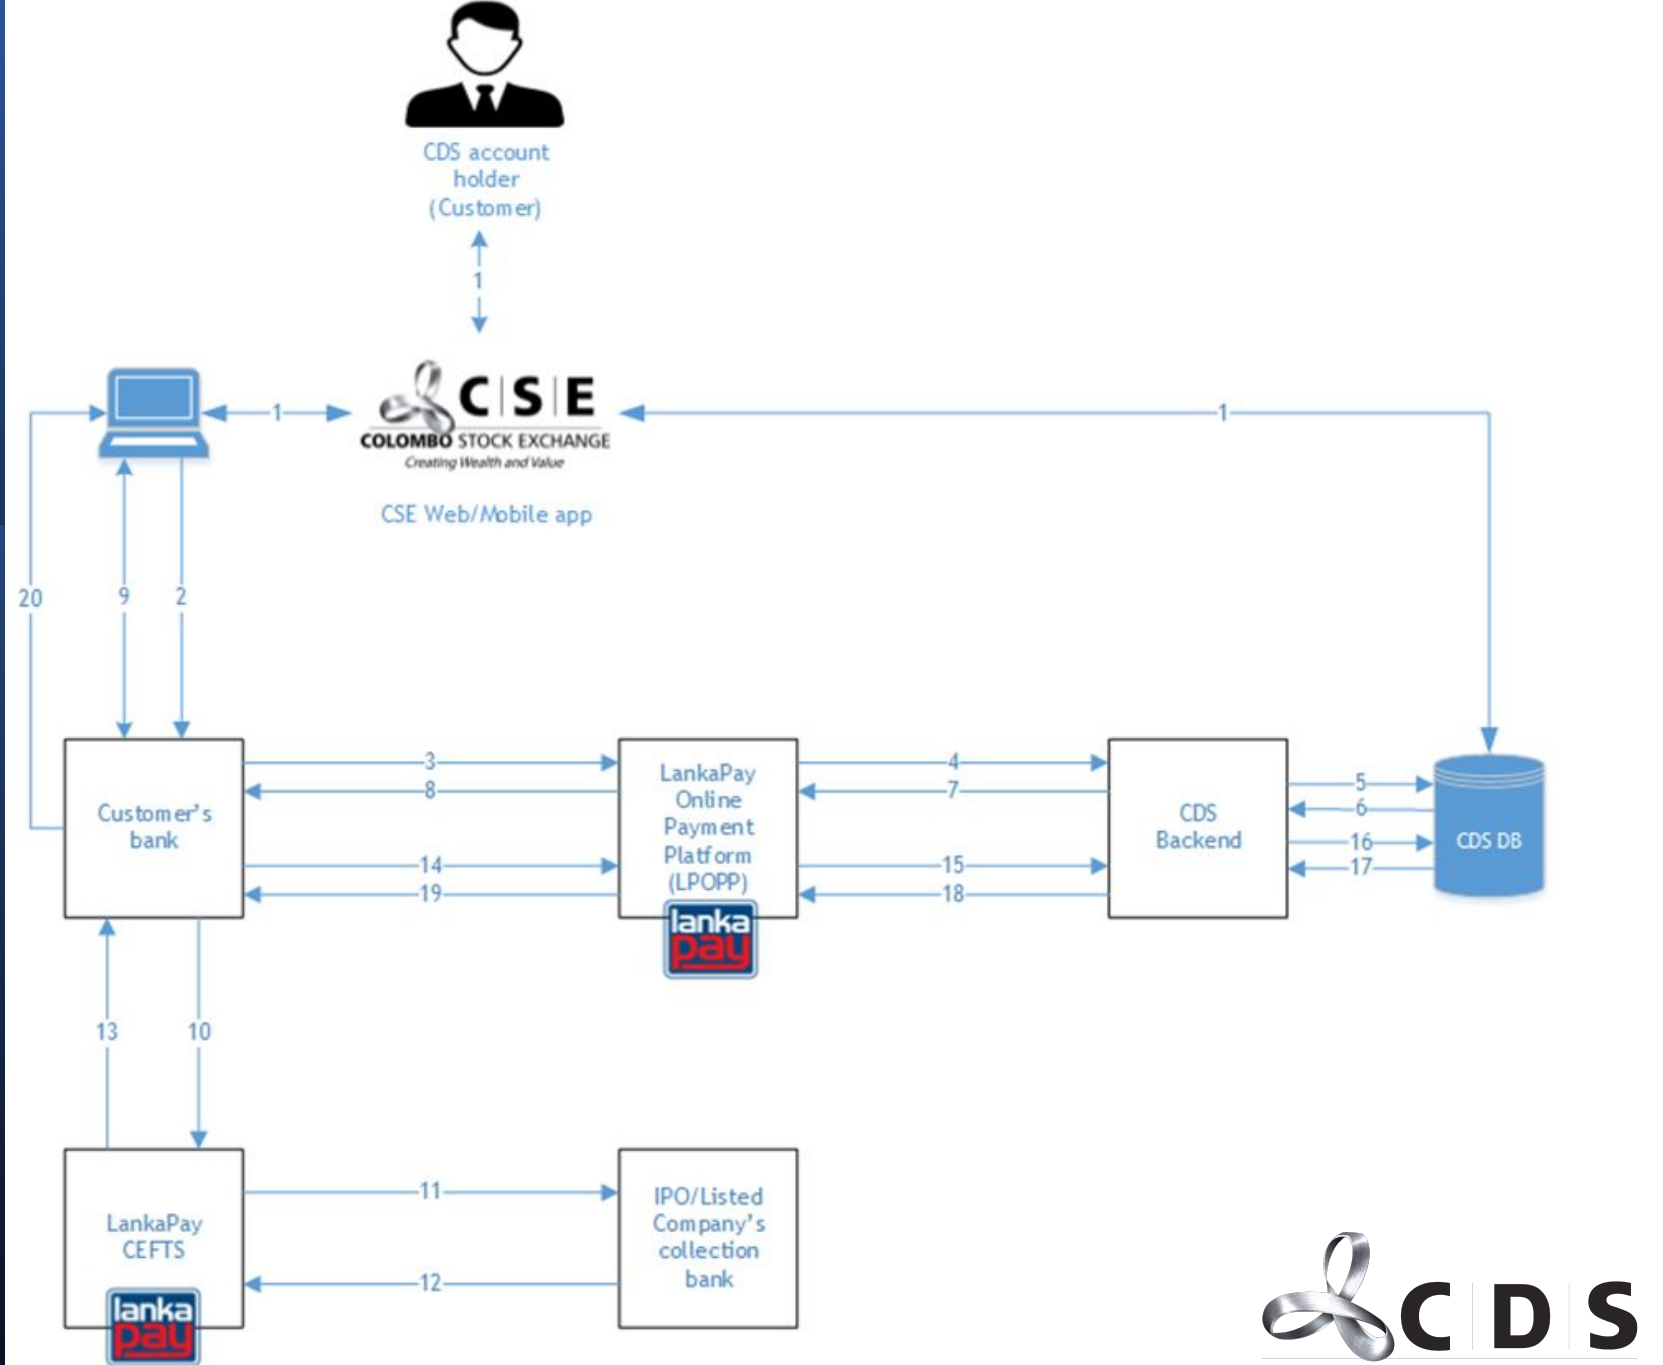 CDS account
holder
(Customer)
1
1
C|S|E
1
COLOMBO STOCK EXCHANGE
Creating Wealth and Value
CSE Web/Mobile app
20
9
2
3
4
8
7
14
15
19
18
5
6
16
17
Customer's
bank
LankaPay
Online
Payment
Platform
(LPOPP)
lanka
pay
CDS
Backend
CDS DB
13
10
11
12
LankaPay
CEFTS
lanka
pay
IPO/Listed
Company's
collection
bank
C|D|S